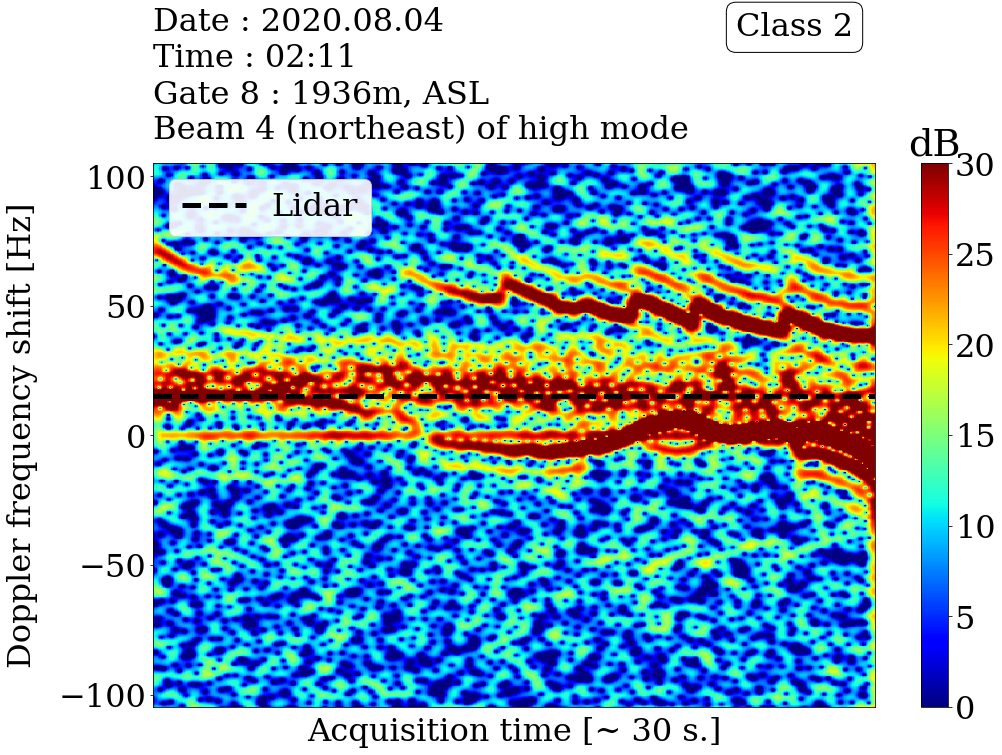 Date : 2020.08.04
Class 2
Time : 02:11
Gate 8 : 1936m, ASL
Beam 4 (northeast) of high mode
dB
Lidar
100
50
0
−50
−100
Doppler frequency shift [Hz]
Acquisition time [~ 30 s.]
30
25
20
15
10
5
0